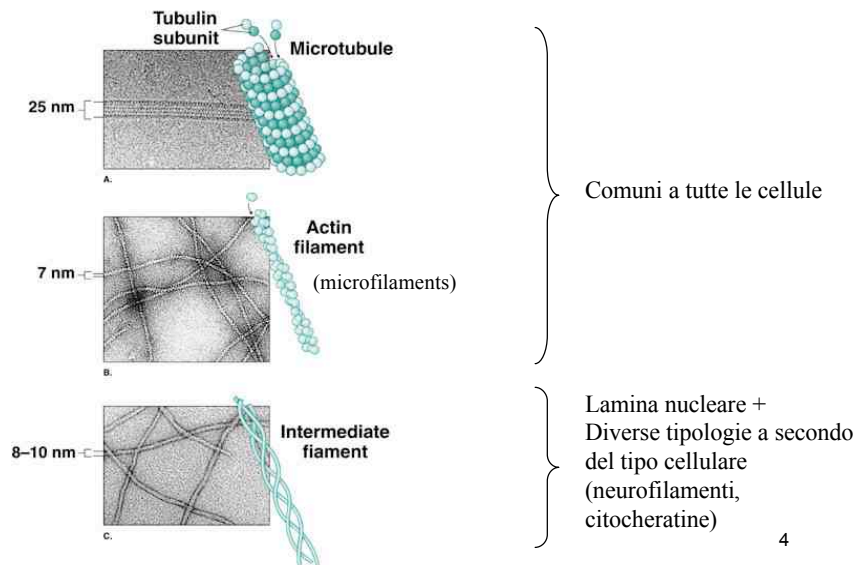 Tubulin
subunit
Microtubule
25 nm
A.
Comuni a tutte le cellule
Actin
filament
7 nm
(microfilaments)
B.
Intermediate
fiament
8–10 nm
C.
Lamina nucleare +
Diverse tipologie a secondo
del tipo cellulare
(neurofilamenti,
citocheratine)
4